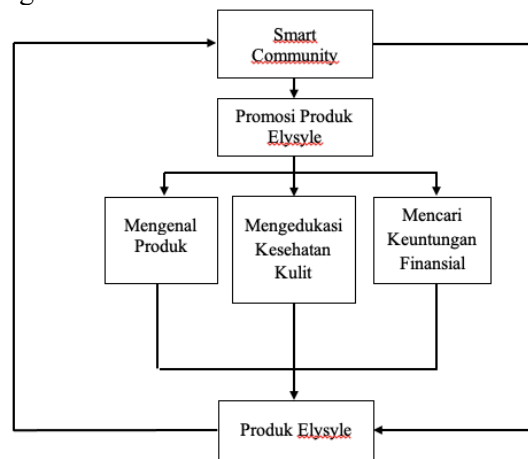 Smart
Community
Promosi Produk
Elysyle
Mengenal
Produk
Mengedukasi
Kesehatan
Kulit
Mencari
Keuntungan
Finansial
Produk Elysyle